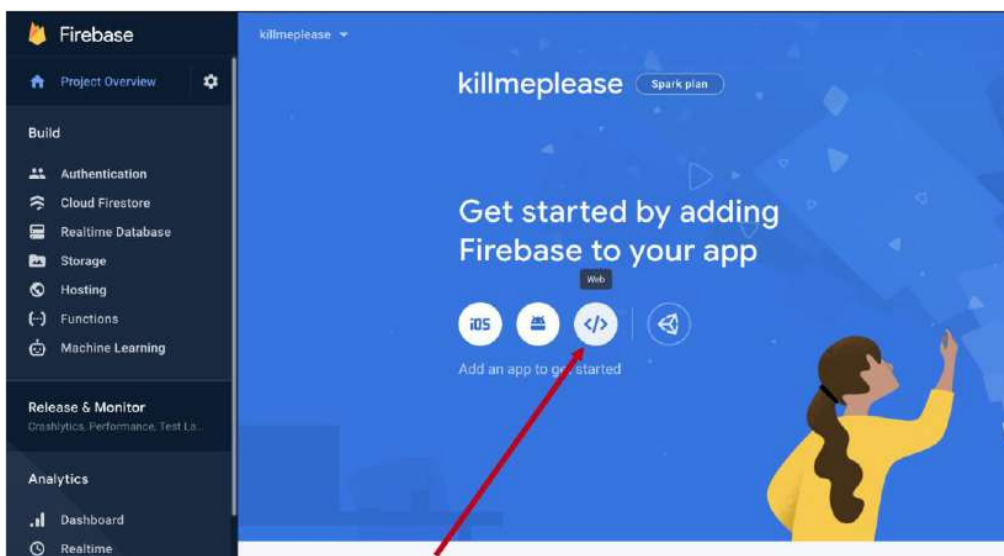 Firebase
Project Overview
Build
Authentication
Cloud Firestore
Realtime Database
Storage
Hosting
Functions
Machine Learning
Release & Monitor
Crashlytics, Performance, Test La...
Analytics
Dashboard
Realtime
killmeplease
killmeplease Spark plan
Get started by adding
Firebase to your app
Web
iOS
</>
Add an app to get started